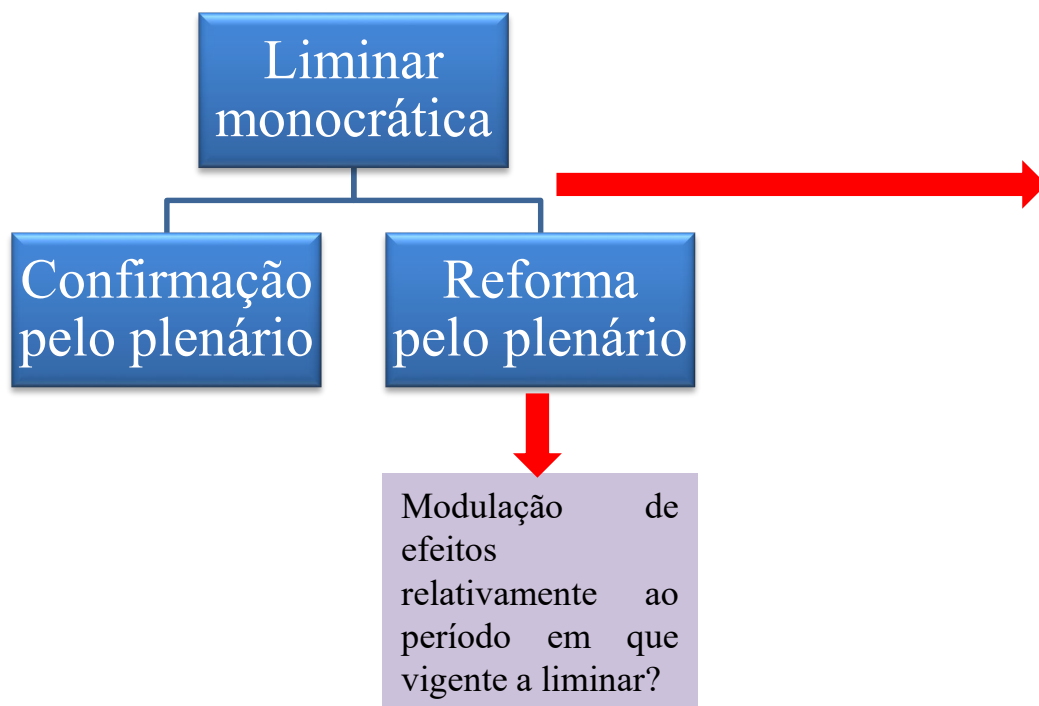 Liminar
monocrática
Confirmação
pelo plenário
Reforma
pelo plenário
Modulação de
efeitos
relativamente ao
período em que
vigente a liminar?